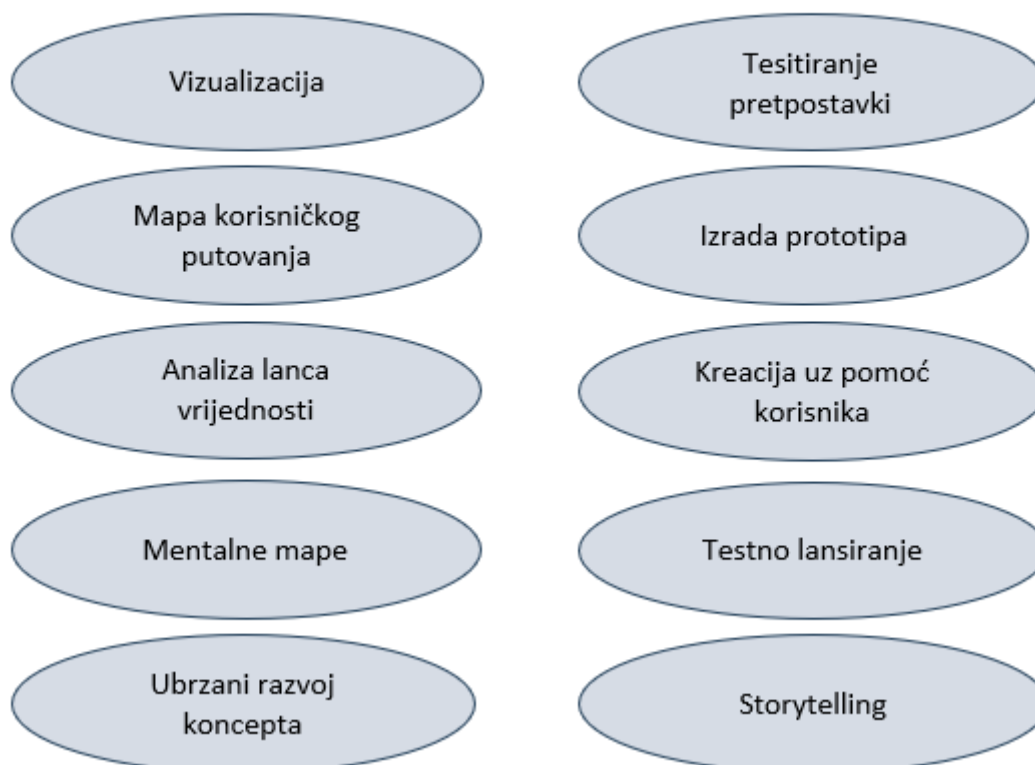 Vizualizacija
Mapa korisničkog
putovanja
Analiza lanca
vrijednosti
Mentalne mape
Ubrzani razvoj
koncepta
Tesitiranje
pretpostavki
Izrada prototipa
Kreacija uz pomoć
korisnika
Testno lansiranje
Storytelling